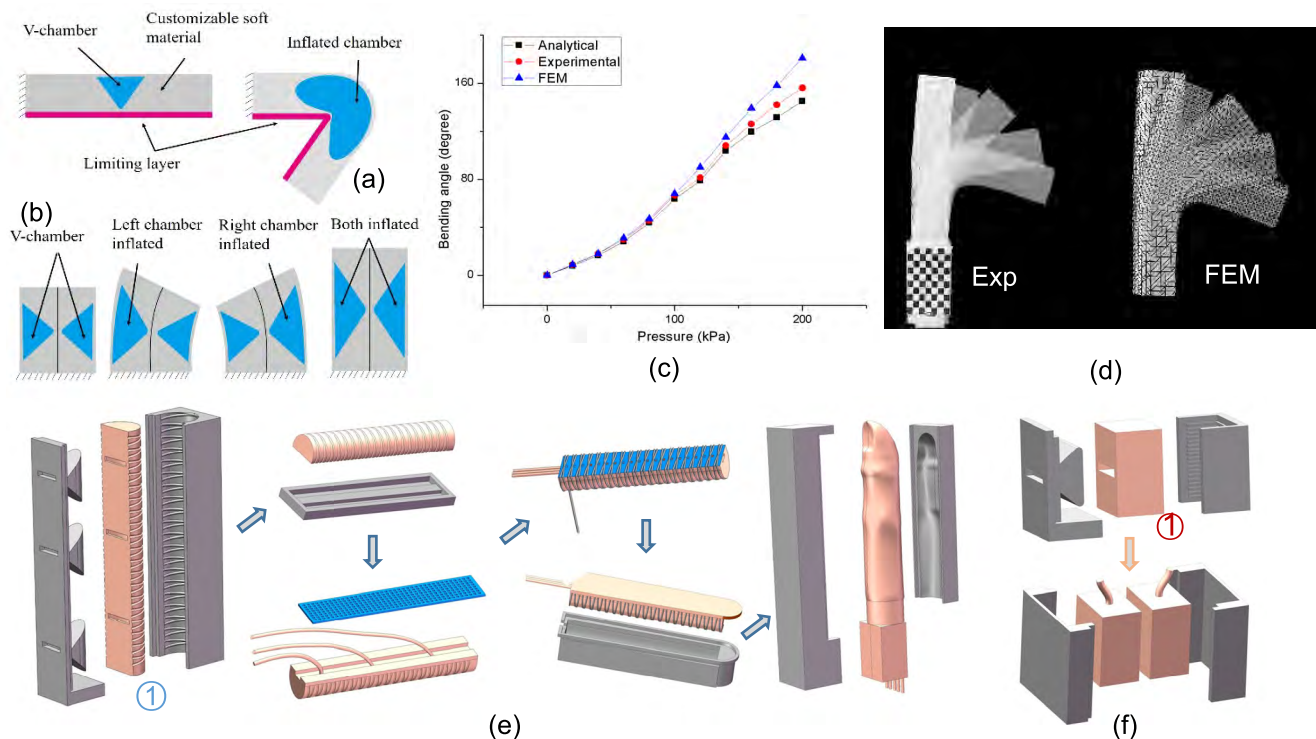 V-chamber
Customizable soft
material
Inflated chamber
Limiting layer
(a)
(b)
V-chamber
Left chamber
inflated
Right chamber
inflated
Both inflated
Analytical
Experimental
FEM
Bending angle (degree)
160
80
0
0
100
200
Pressure (kPa)
(c)
Exp
FEM
(d)
①
(e)
①
(f)